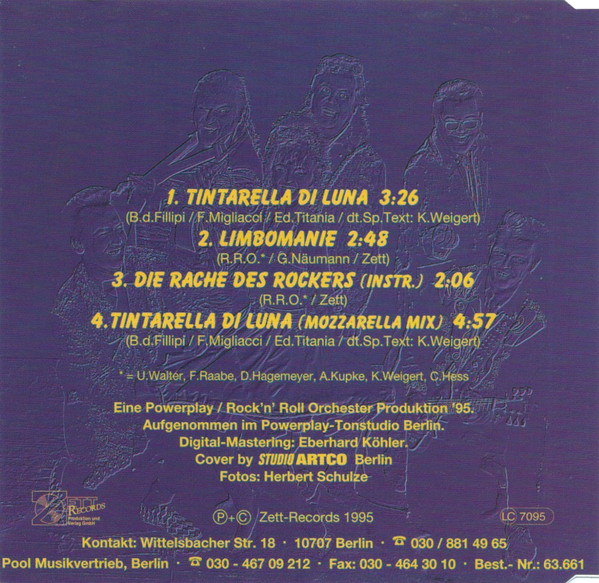 1. TINTARELLA DI LUNA 3:26
(B.d.Fillipi / F.Migliacci / Ed.Titania / dt.Sp.Text: K.Weigert)
2. LIMBOMANIE 2:48
(R.R.O.* / G.Näumann / Zett)
3. DIE RACHE DES ROCKERS (INSTR.) 2:06
(R.R.O.* / Zett)
4. TINTARELLA DI LUNA (MOZZARELLA MIX) 4:57
(B.d.Fillipi / F.Migliacci / Ed.Titania / dt.Sp.Text: K.Weigert)
* = U.Walter, F.Raabe, D.Hagemeyer, A.Kupke, K.Weigert, C.Hess
Eine Powerplay / Rock'n' Roll Orchester Produktion '95.
Aufgenommen im Powerplay-Tonstudio Berlin.
Digital-Mastering: Eberhard Köhler.
Cover by STUDIO ARTCO Berlin
Fotos: Herbert Schulze
ZETT
RECORDS
Produktion und
Verlag GmbH
Ⓟ+© Zett-Records 1995
LC 7095
Kontakt: Wittelsbacher Str. 18 · 10707 Berlin · ☎ 030 / 881 49 65
Pool Musikvertrieb, Berlin · ☎ 030 - 467 09 212 · Fax: 030 - 464 30 10 · Best.- Nr.: 63.661